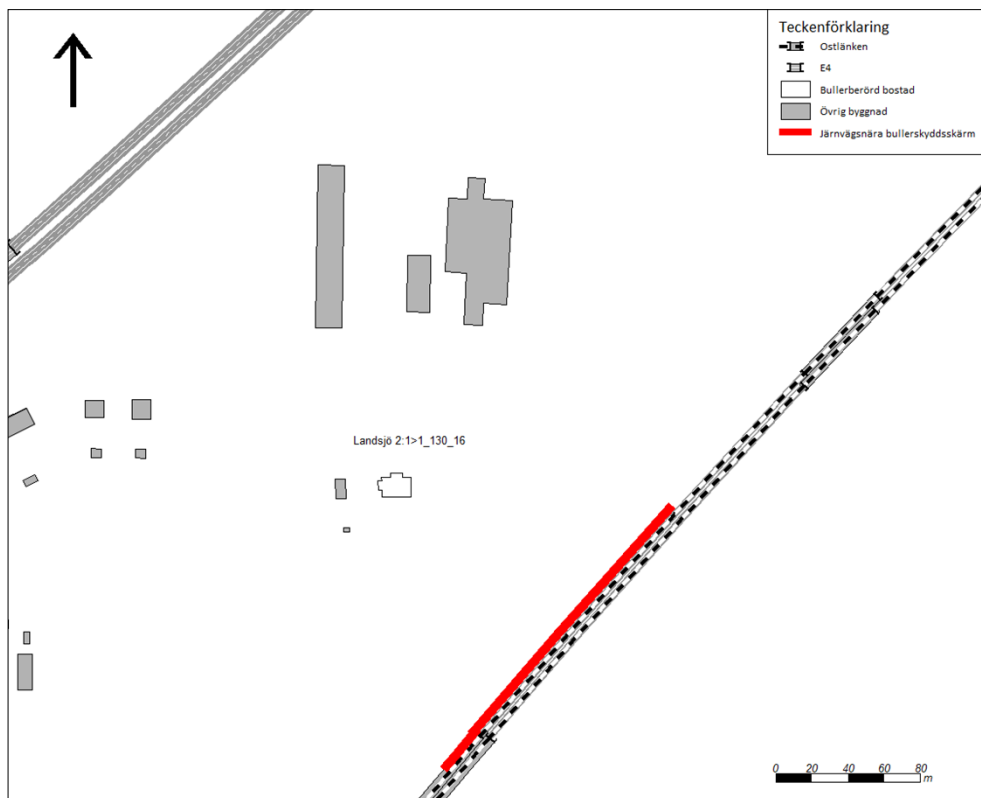 Teckenförklaring
Ostlänken
E4
Bullerberörd bostad
Övrig byggnad
Järnvägsnära bullerskyddsskärm
Landsjö 2:1>1_130_16
0 20 40 60 80
m